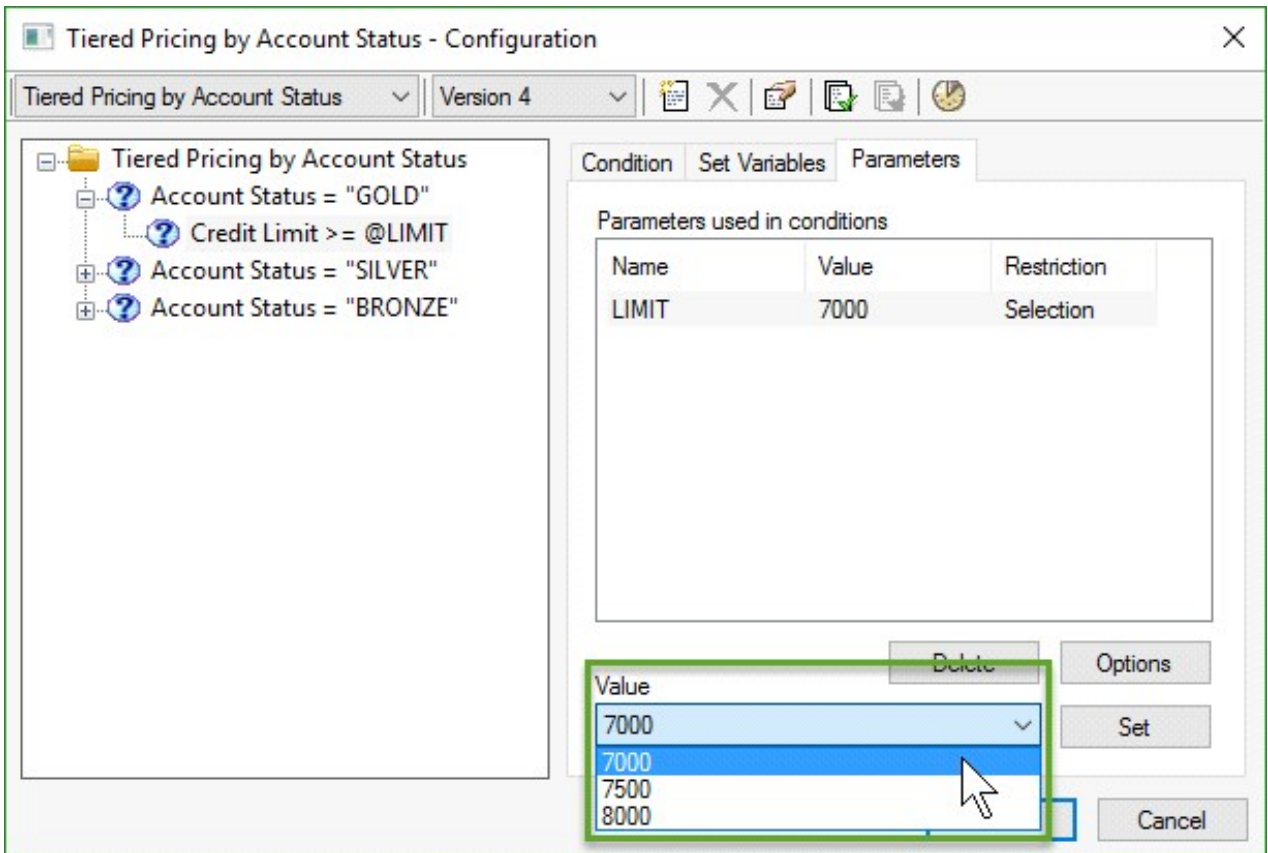 Tiered Pricing by Account Status - Configuration
Tiered Pricing by Account Status Version 4
Tiered Pricing by Account Status
Account Status = "GOLD"
Credit Limit >= @LIMIT
Account Status = "SILVER"
Account Status = "BRONZE"
Condition Set Variables Parameters
Parameters used in conditions
Name Value Restriction
LIMIT 7000 Selection
Delete Options
Value
7000 Set
7000
7500
8000
Cancel